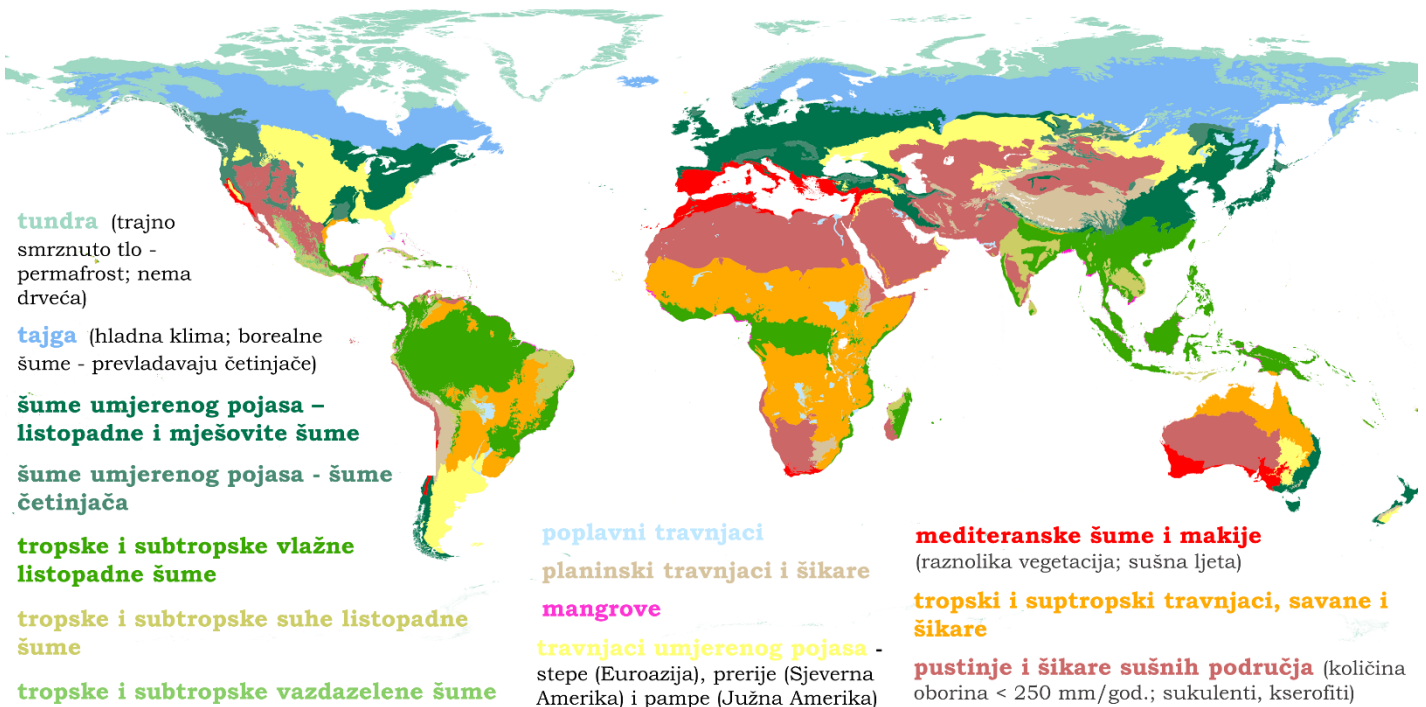 tundra (trajno
smrznuto tlo -
permafrost; nema
drveća)
tajga (hladna klima; borealne
šume - prevladavaju četinjače)
šume umjerenog pojasa –
listopadne i mješovite šume
šume umjerenog pojasa - šume
četinjača
tropske i subtropske vlažne
listopadne šume
tropske i subtropske suhe listopadne
šume
tropske i subtropske vazdazelene šume
poplavni travnjaci
planinski travnjaci i šikare
mangrove
travnjaci umjerenog pojasa -
stepe (Euroazija), prerije (Sjeverna
Amerika) i pampe (Južna Amerika)
mediteranske šume i makije
(raznolika vegetacija; sušna ljeta)
tropski i suptropski travnjaci, savane i
šikare
pustinje i šikare sušnih područja (količina
oborina < 250 mm/god.; sukulenti, kserofiti)